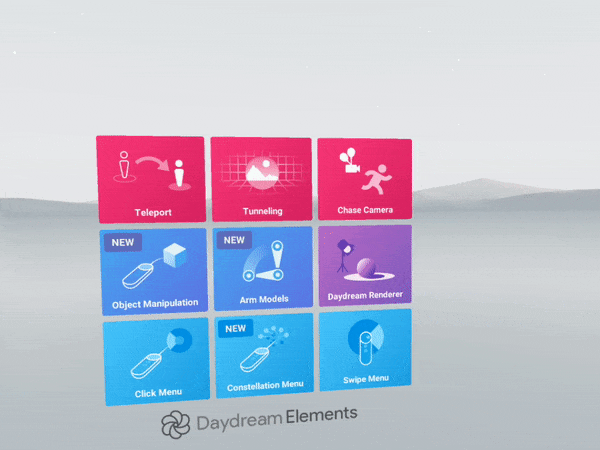 Teleport
Tunneling
Chase Camera
NEW
Object Manipulation
NEW
Arm Models
Daydream Renderer
Click Menu
NEW
Constellation Menu
Swipe Menu
Daydream Elements